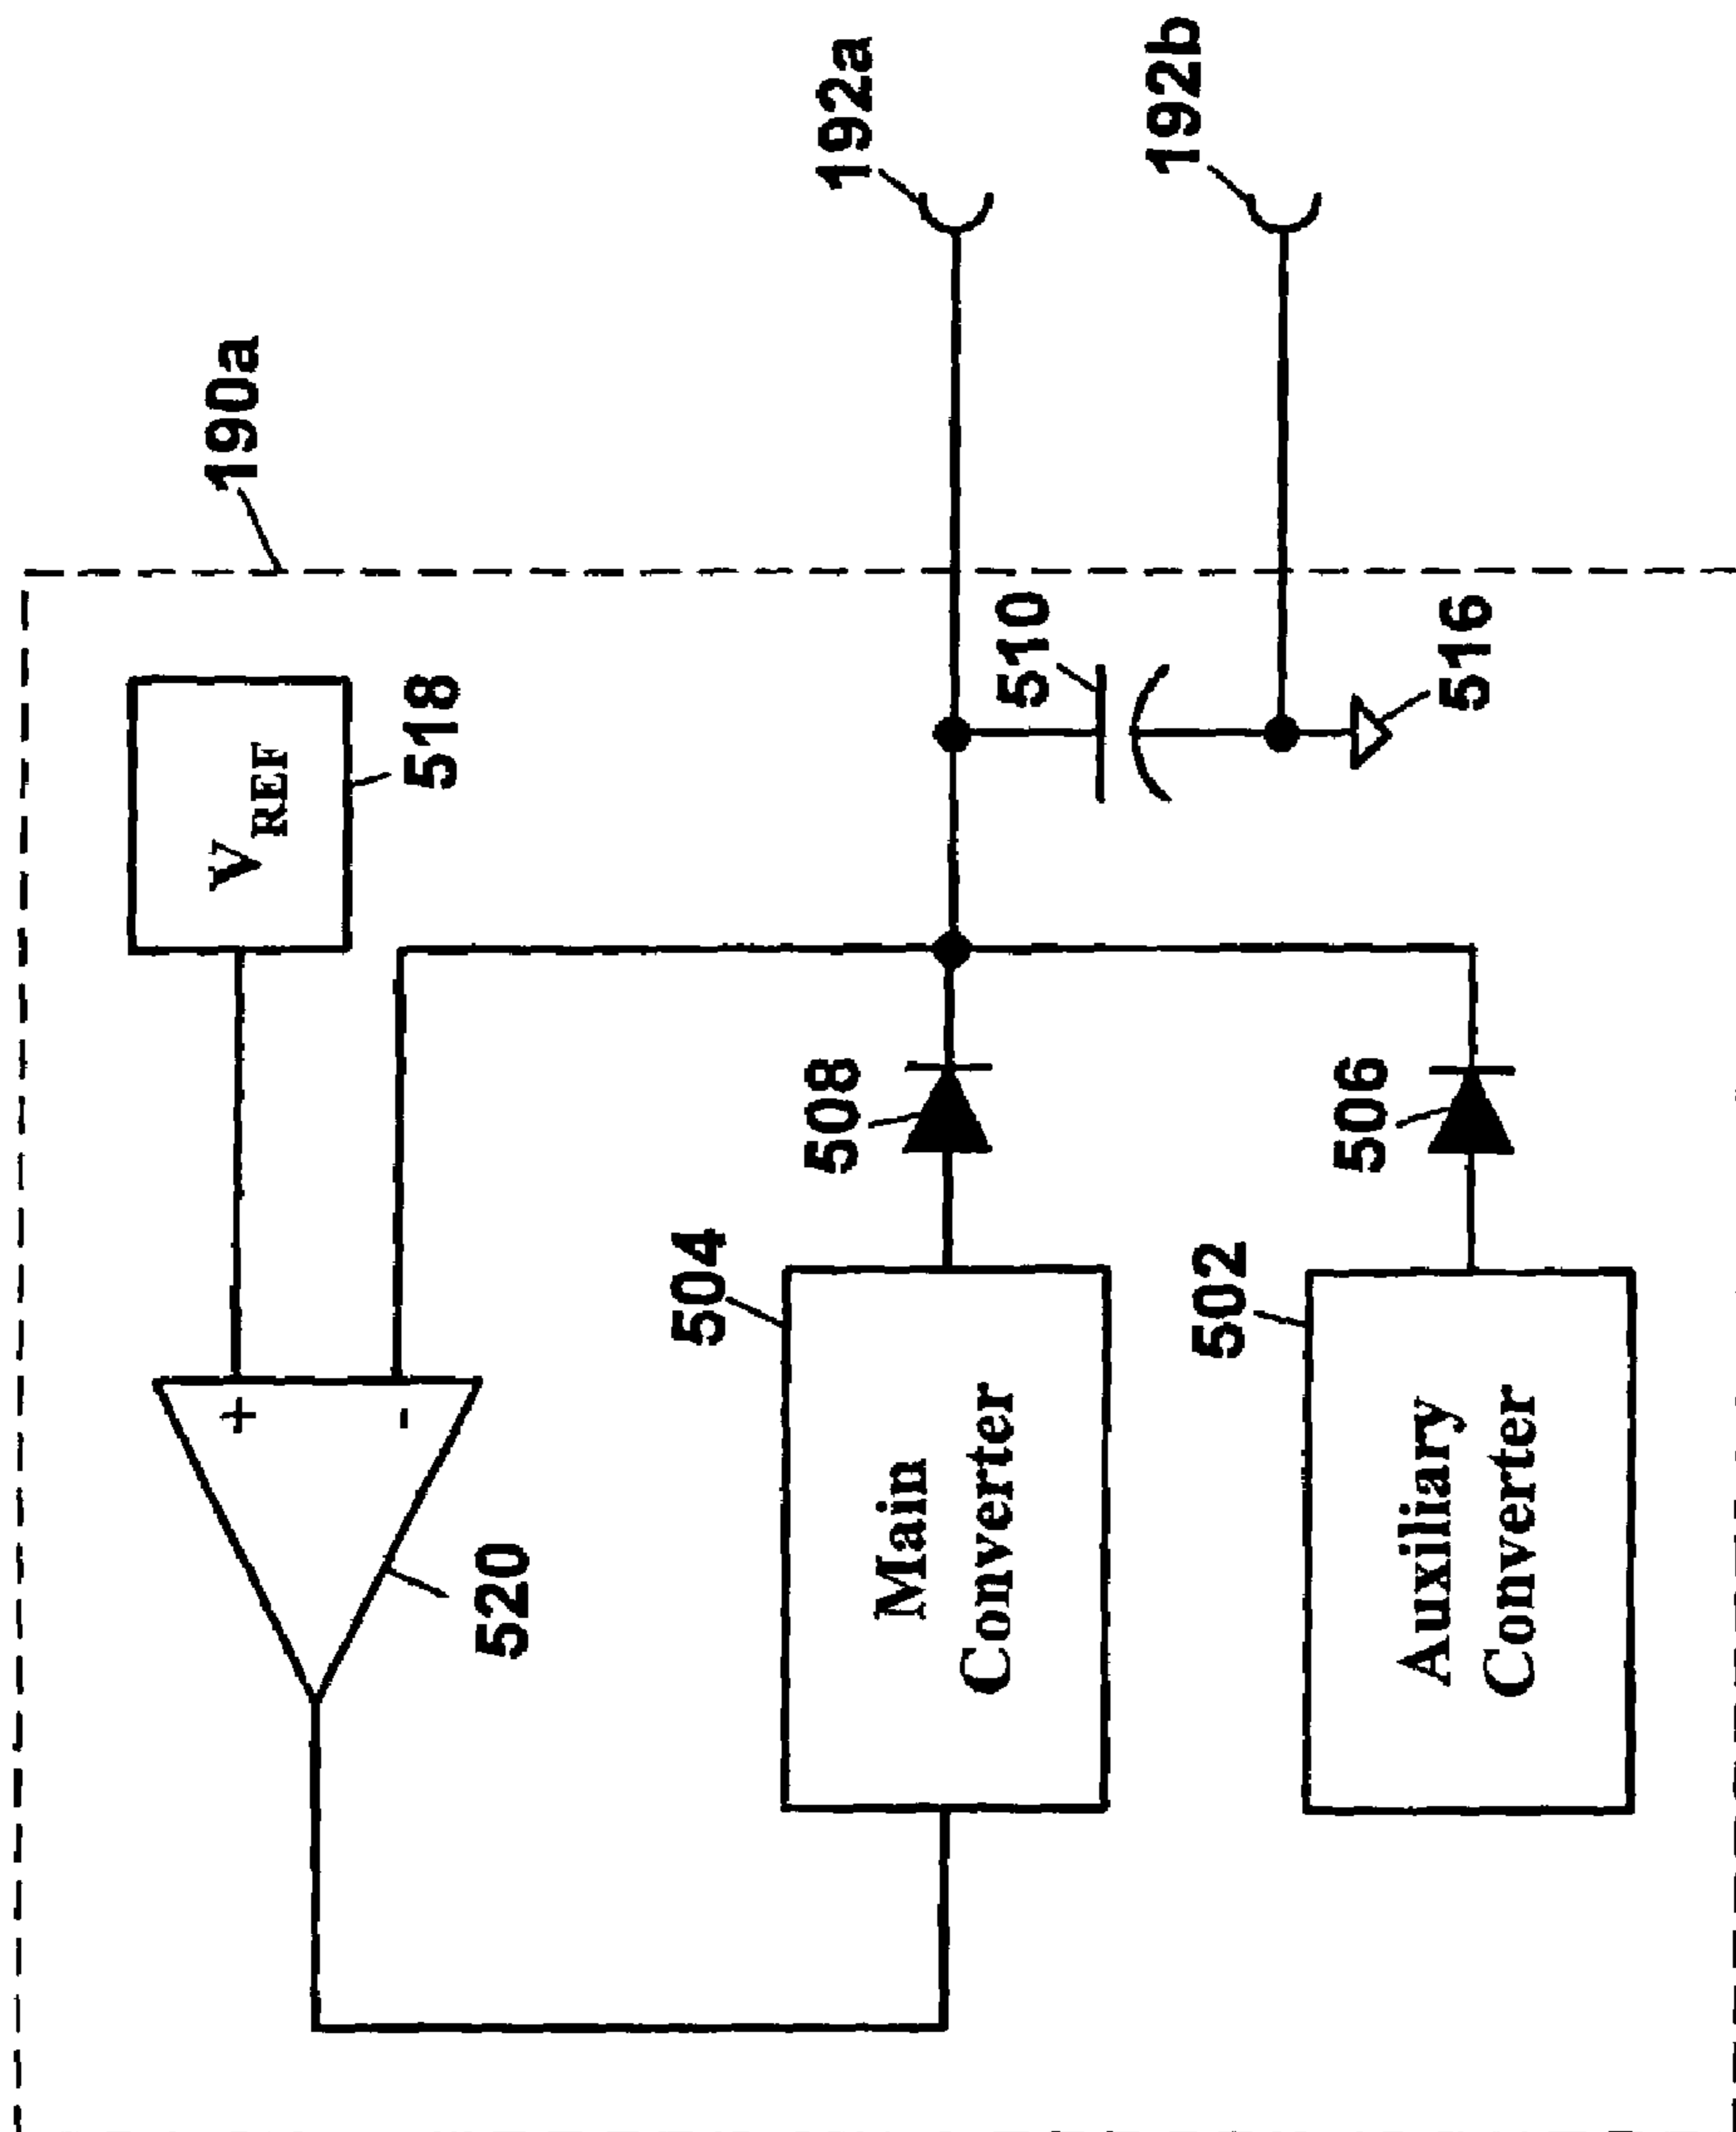 190a
V_REF
518
+
-
520
192a
508
504
Main
Converter
510
192b
506
502
Auxiliary
Converter
516